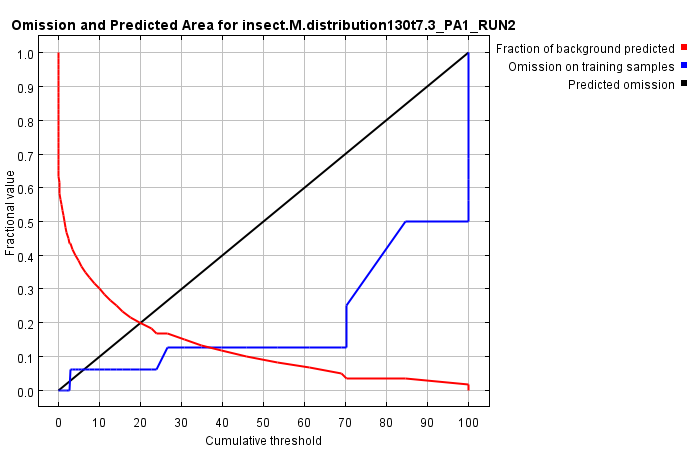 Omission and Predicted Area for insect.M.distribution130t7.3_PA1_RUN2
Fraction of background predicted
Omission on training samples
Predicted omission
Fractional value
1.0
0.9
0.8
0.7
0.6
0.5
0.4
0.3
0.2
0.1
0.0
0 10 20 30 40 50 60 70 80 90 100
Cumulative threshold